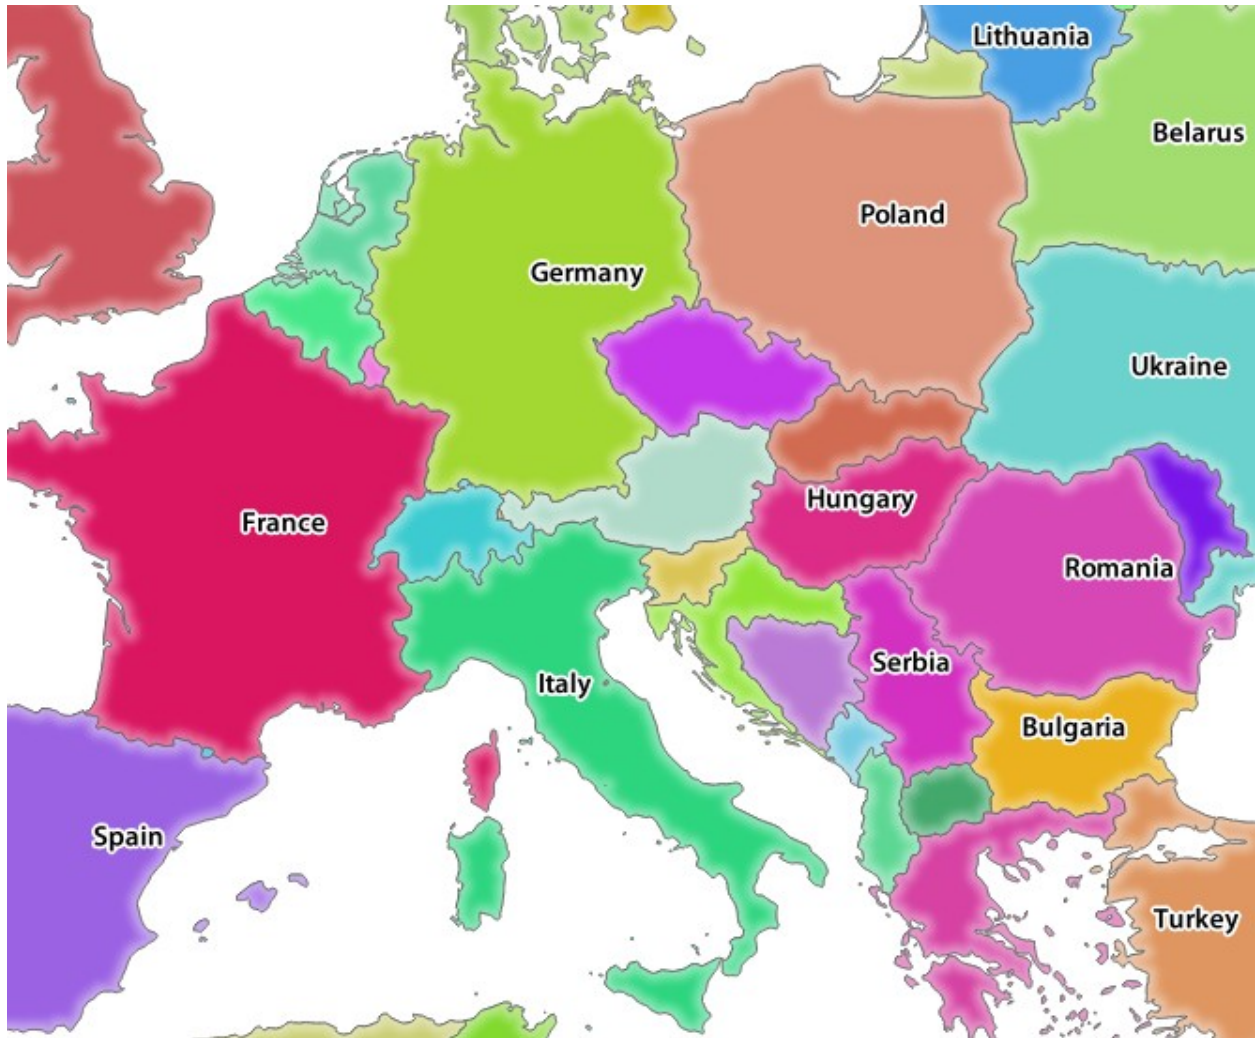 Lithuania
Belarus
Poland
Germany
Ukraine
Hungary
France
Romania
Serbia
Italy
Bulgaria
Spain
Turkey